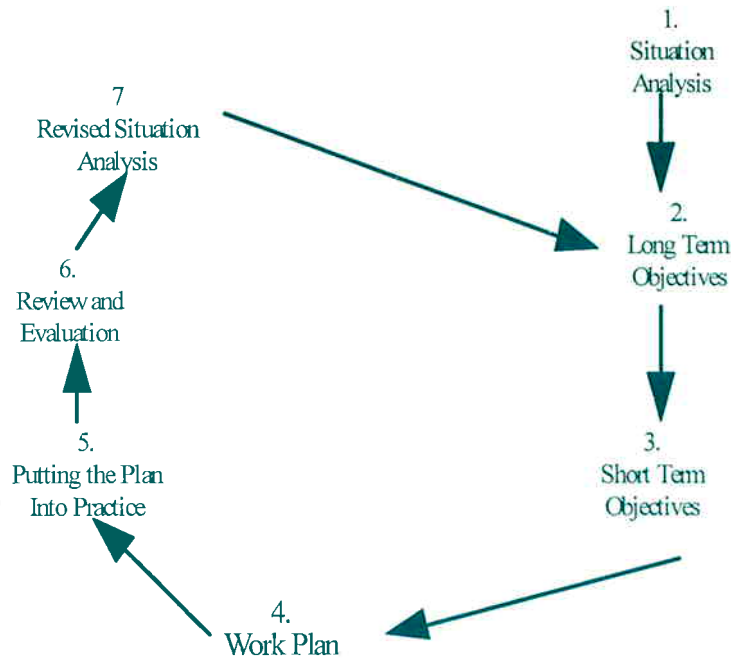 1.
Situation
Analysis
2.
Long Term
Objectives
3.
Short Term
Objectives
4.
Work Plan
5.
Putting the Plan
Into Practice
6.
Review and
Evaluation
7
Revised Situation
Analysis